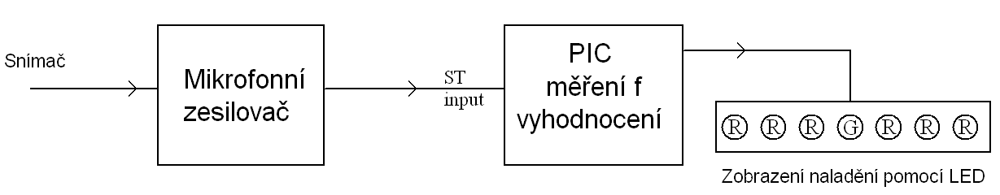 Snímač
Mikrofonní
zesilovač
ST
input
PIC
měření f
vyhodnocení
R R R G R R R
Zobrazení naladění pomocí LED